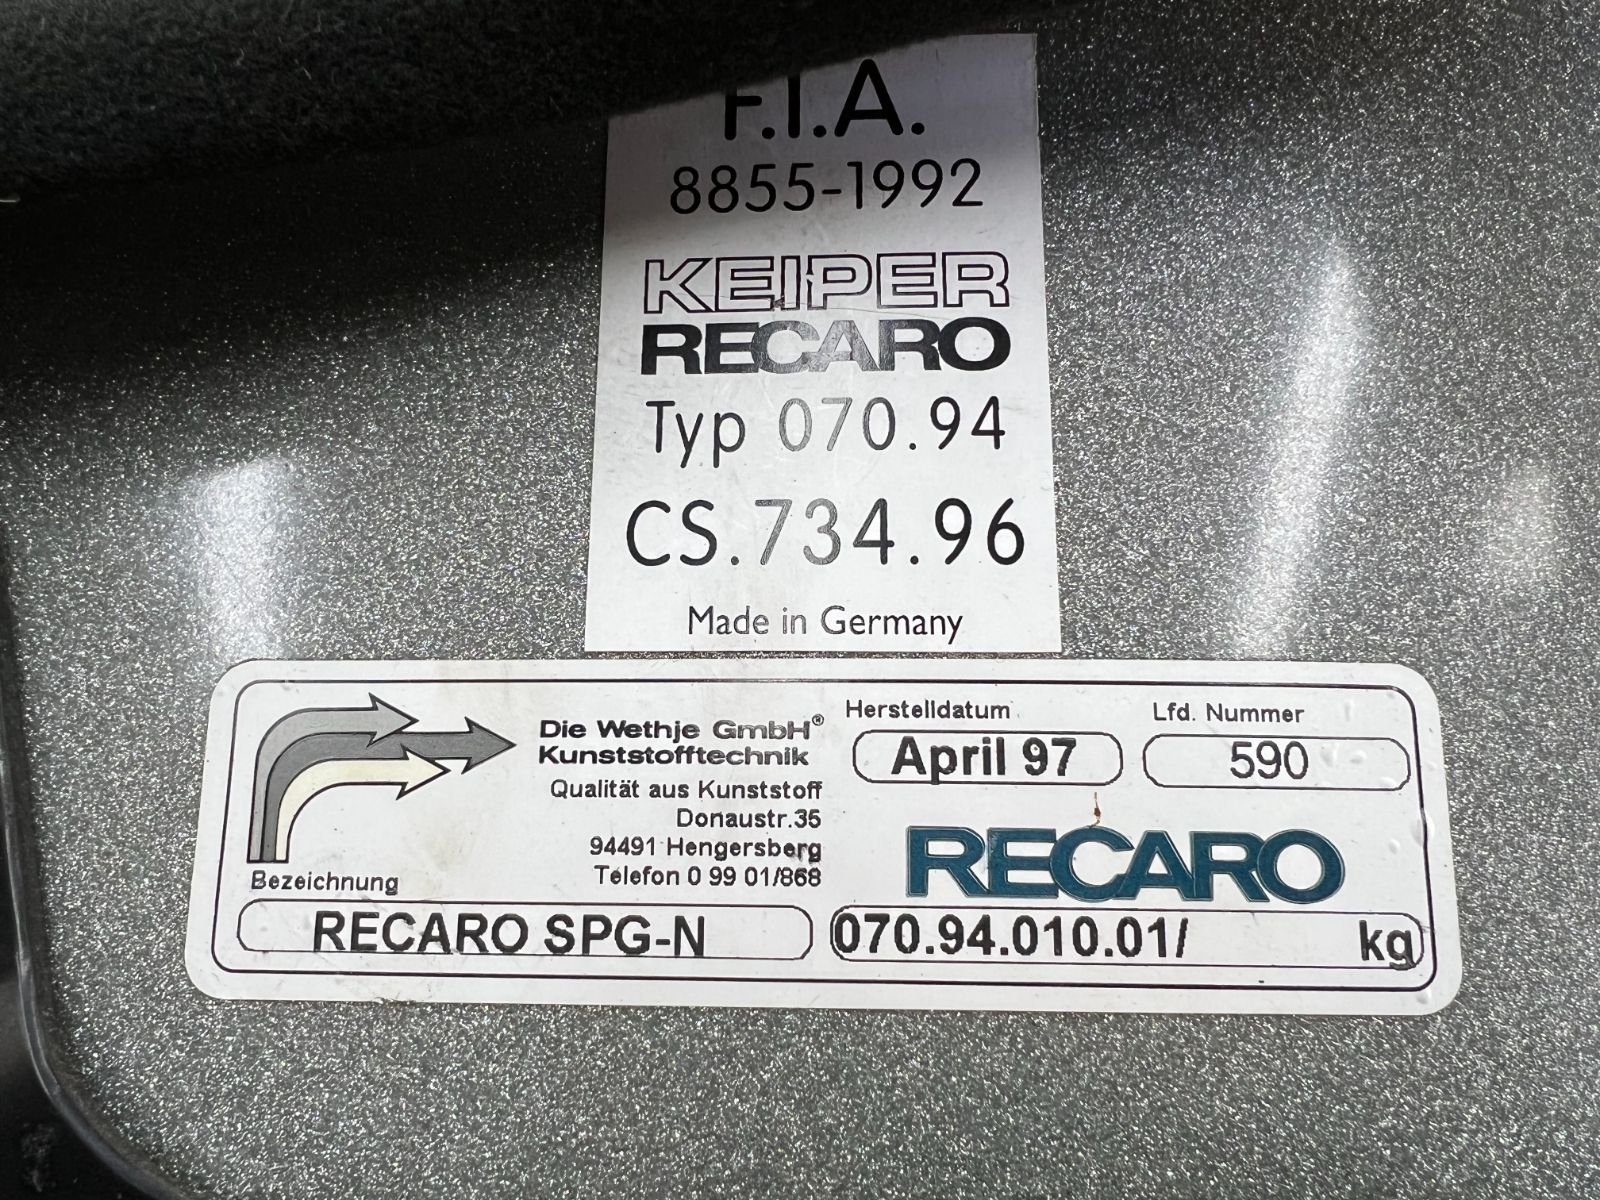 F.I.A.
8855-1992
KEIPER
RECARO
Typ 070.94
CS.734.96
Made in Germany
Die Wethje GmbH®
Kunststofftechnik
Qualität aus Kunststoff
Donaustr.35
94491 Hengersberg
Telefon 0 99 01/868
Herstelldatum
April 97
Lfd. Nummer
590
RECARO
Bezeichnung
RECARO SPG-N
070.94.010.01/ kg